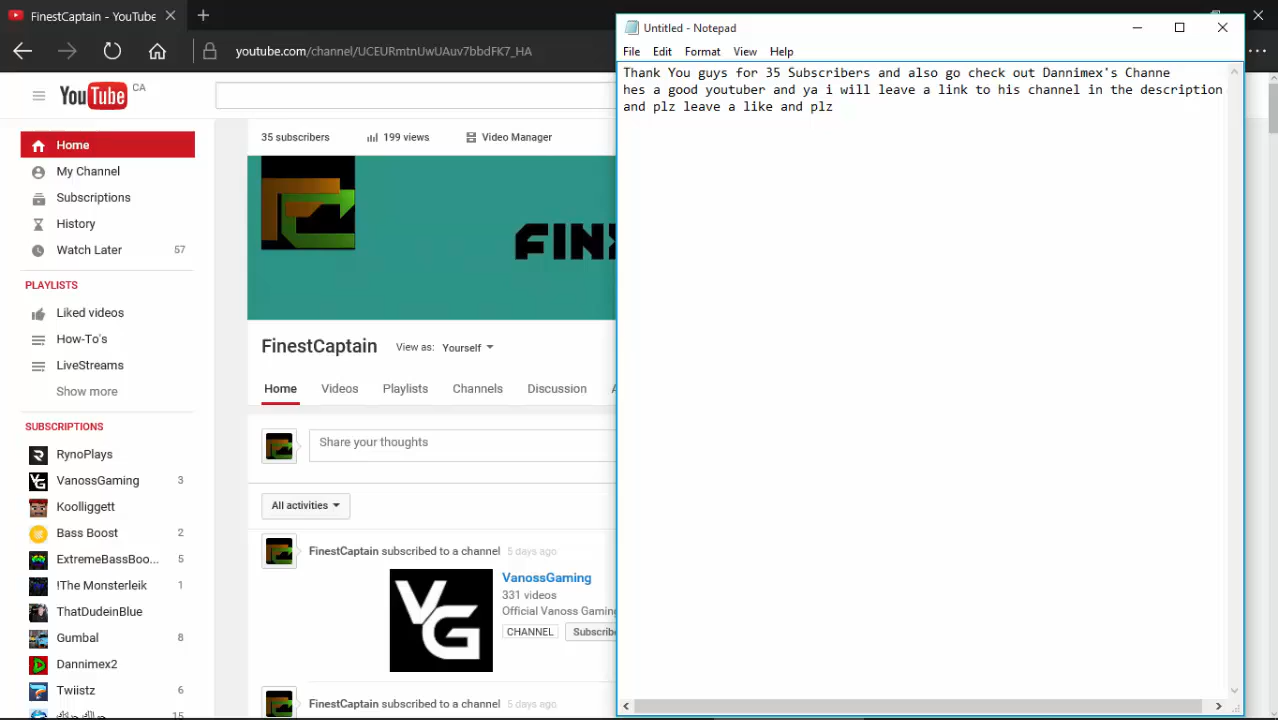 FinestCaptain - YouTube
Untitled - Notepad
youtube.com/channel/UCEURmtnUwUAuv7bbdFK7_HA
File Edit Format View Help
Thank You guys for 35 Subscribers and also go check out Dannimex's Channe
hes a good youtuber and ya i will leave a link to his channel in the description
and plz leave a like and plz
YouTube CA
35 subscribers 199 views Video Manager
Home
My Channel
Subscriptions
History
Watch Later 57
PLAYLISTS
Liked videos
How-To's
LiveStreams
Show more
SUBSCRIPTIONS
RynoPlays
VanossGaming 3
Koolliggett
Bass Boost 2
ExtremeBassBoo... 5
!The Monsterleik 1
ThatDudeinBlue
Gumbal 8
Dannimex2
Twiistz 6
15
FIN
FinestCaptain View as: Yourself
Home Videos Playlists Channels Discussion
Share your thoughts
All activities
FinestCaptain subscribed to a channel 5 days ago
VG
VanossGaming
331 videos
Official Vanoss Gaming
CHANNEL Subscribe
FinestCaptain subscribed to a channel 5 days ago